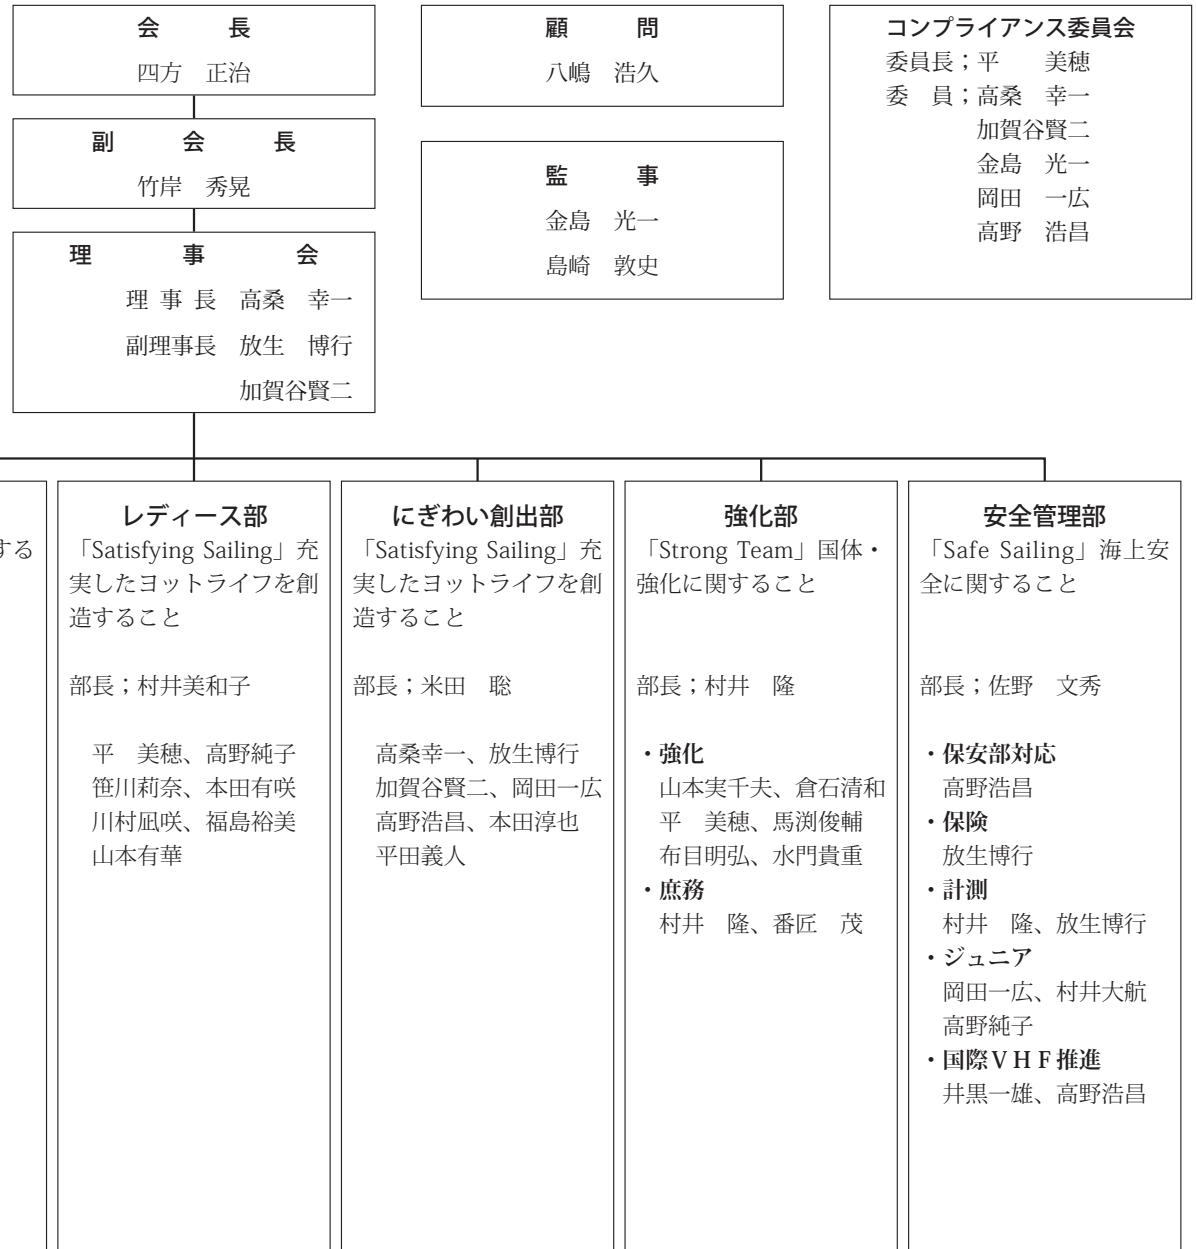 会　長
四方　正治
副　会　長
竹岸　秀晃
理　事　会
理 事 長　高桑　幸一
副理事長　放生　博行
加賀谷賢二
顧　問
八嶋　浩久
監　事
金島　光一
島崎　敦史
コンプライアンス委員会
委員長；平　　美穂
委　員；高桑　幸一
加賀谷賢二
金島　光一
岡田　一広
高野　浩昌
する
レディース部
「Satisfying Sailing」充
実したヨットライフを創
造すること
部長；村井美和子
平　美穂、高野純子
笹川莉奈、本田有咲
川村凪咲、福島裕美
山本有華
にぎわい創出部
「Satisfying Sailing」充
実したヨットライフを創
造すること
部長；米田　聡
高桑幸一、放生博行
加賀谷賢二、岡田一広
高野浩昌、本田淳也
平田義人
強化部
「Strong Team」国体・
強化に関すること
部長；村井　隆
・強化
山本実千夫、倉石清和
平　美穂、馬渕俊輔
布目明弘、水門貴重
・庶務
村井　隆、番匠　茂
安全管理部
「Safe Sailing」海上安
全に関すること
部長；佐野　文秀
・保安部対応
高野浩昌
・保険
放生博行
・計測
村井　隆、放生博行
・ジュニア
岡田一広、村井大航
高野純子
・国際ＶＨＦ推進
井黒一雄、高野浩昌